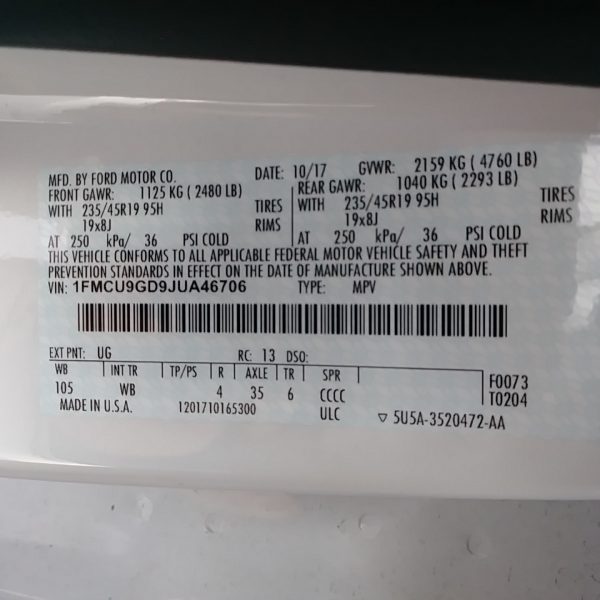 MFD. BY FORD MOTOR CO. DATE: 10/17 GVWR: 2159 KG ( 4760 LB)
FRONT GAWR: 1125 KG ( 2480 LB) REAR GAWR: 1040 KG ( 2293 LB)
WITH 235/45R19 95H TIRES WITH 235/45R19 95H TIRES
19x8J RIMS 19x8J RIMS
AT 250 kPa/ 36 PSI COLD AT 250 kPa/ 36 PSI COLD
THIS VEHICLE CONFORMS TO ALL APPLICABLE FEDERAL MOTOR VEHICLE SAFETY AND THEFT
PREVENTION STANDARDS IN EFFECT ON THE DATE OF MANUFACTURE SHOWN ABOVE.
VIN: 1FMCU9GD9JUA46706 TYPE: MPV
EXT PNT: UG RC: 13 DSO:
WB INT TR TP/PS R AXLE TR SPR F0073
105 WB 4 35 6 CCCC T0204
MADE IN U.S.A. 1201710165300 ULC ▽ 5U5A-3520472-AA